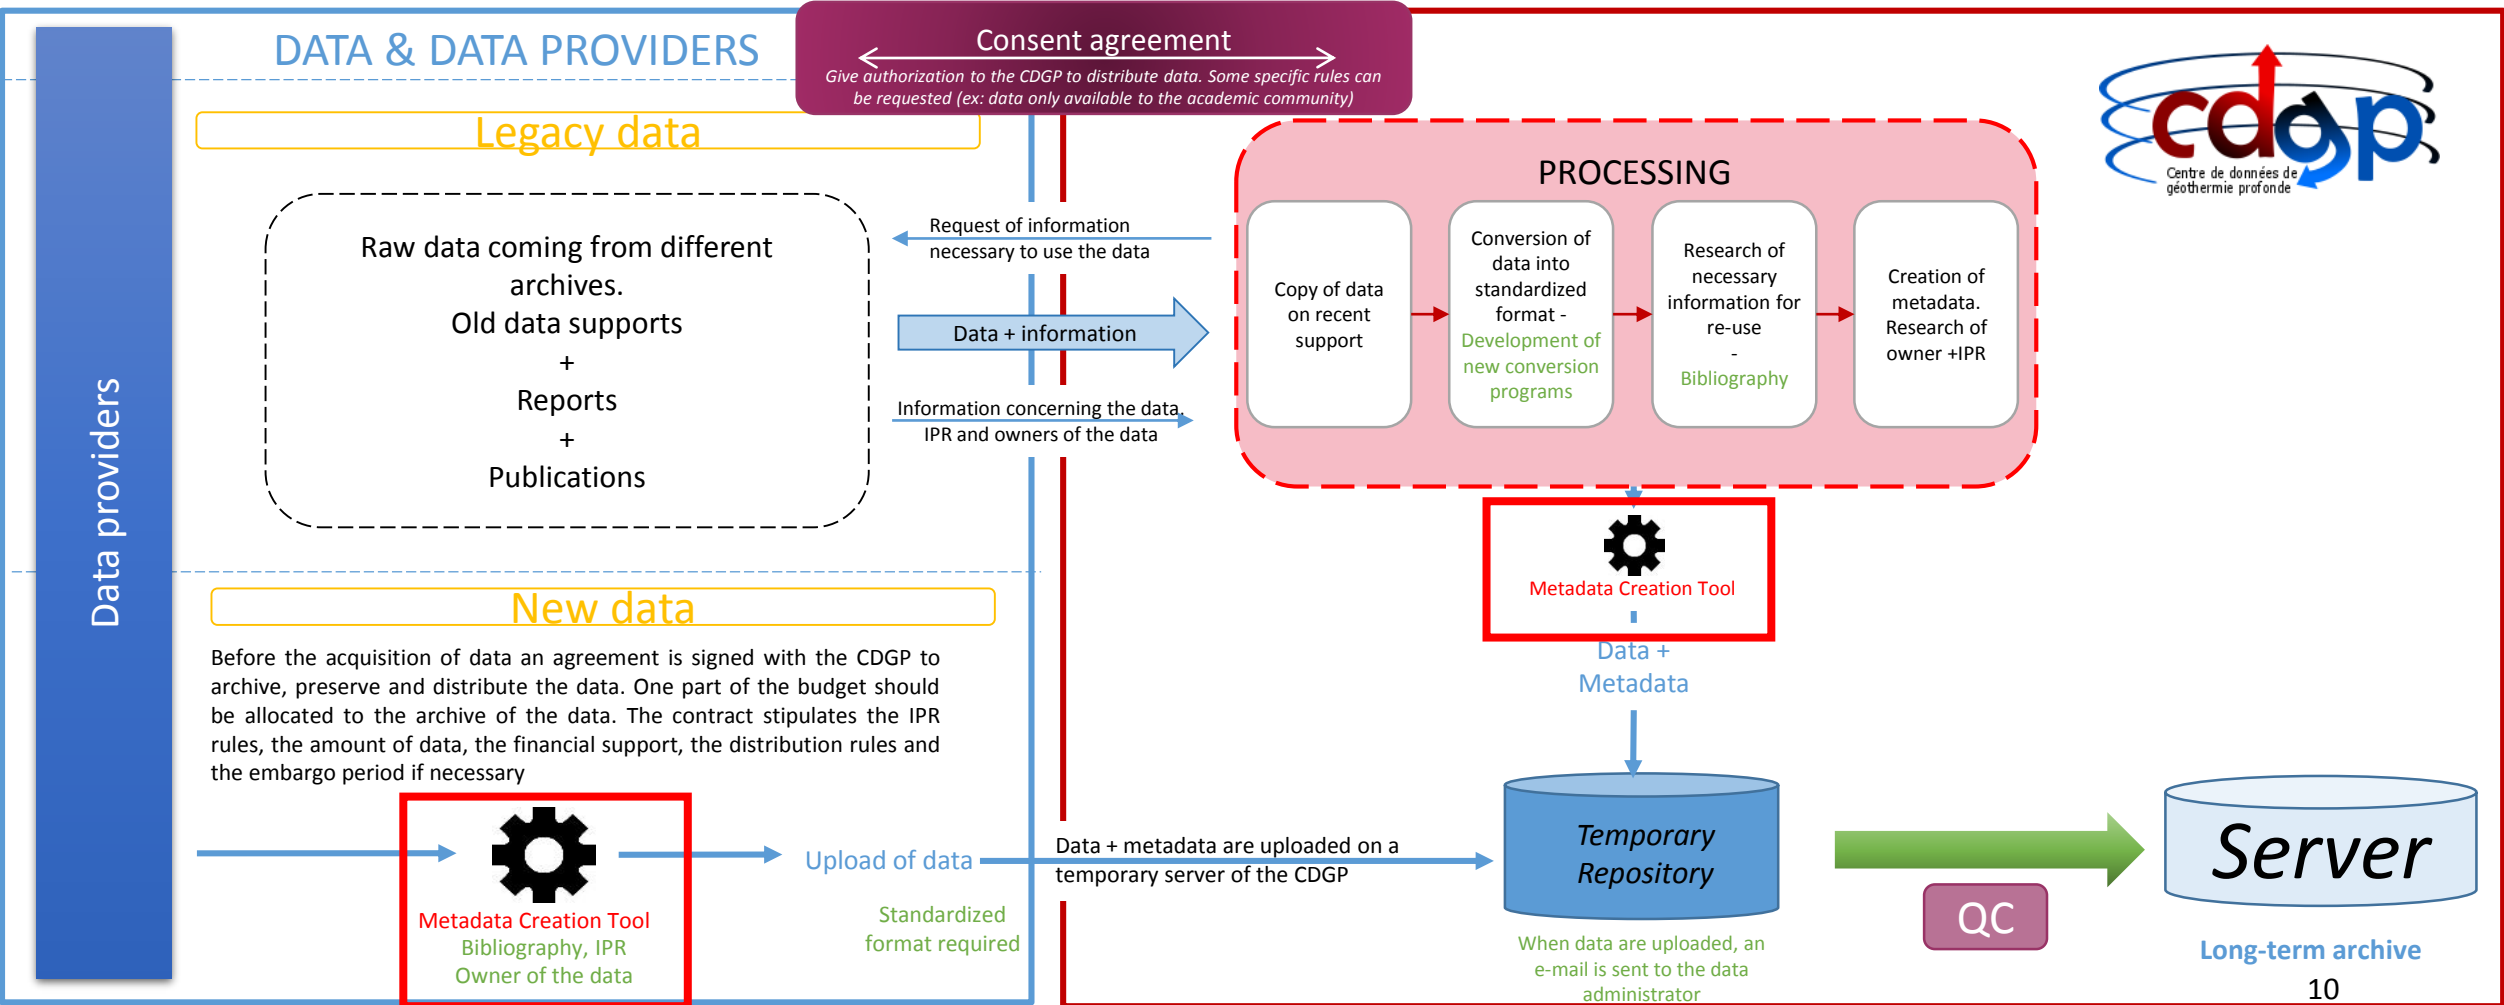 DATA & DATA PROVIDERS
Consent agreement
Give authorization to the CDGP to distribute data. Some specific rules can
be requested (ex: data only available to the academic community)
cdgp
Centre de données de
géothermie profonde
Data providers
Legacy data
Raw data coming from different
archives.
Old data supports
+
Reports
+
Publications
Request of information
necessary to use the data
Data + information
Information concerning the data.
IPR and owners of the data
PROCESSING
Copy of data
on recent
support
Conversion of
data into
standardized
format -
Development of
new conversion
programs
Research of
necessary
information for
re-use
-
Bibliography
Creation of
metadata.
Research of
owner +IPR
Metadata Creation Tool
Data +
Metadata
New data
Before the acquisition of data an agreement is signed with the CDGP to
archive, preserve and distribute the data. One part of the budget should
be allocated to the archive of the data. The contract stipulates the IPR
rules, the amount of data, the financial support, the distribution rules and
the embargo period if necessary
Metadata Creation Tool
Bibliography, IPR
Owner of the data
Upload of data
Standardized
format required
Data + metadata are uploaded on a
temporary server of the CDGP
Temporary
Repository
When data are uploaded, an
e-mail is sent to the data
administrator
QC
Server
Long-term archive
10